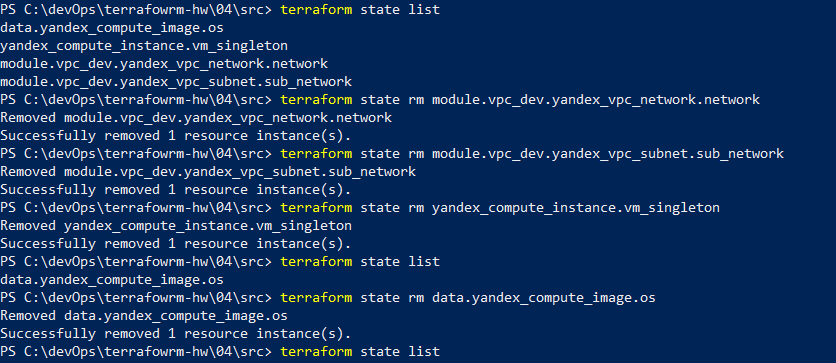 PS C:\devOps\terrafowrm-hw\04\src> terraform state list
data.yandex_compute_image.os
yandex_compute_instance.vm_singleton
module.vpc_dev.yandex_vpc_network.network
module.vpc_dev.yandex_vpc_subnet.sub_network
PS C:\devOps\terrafowrm-hw\04\src> terraform state rm module.vpc_dev.yandex_vpc_network.network
Removed module.vpc_dev.yandex_vpc_network.network
Successfully removed 1 resource instance(s).
PS C:\devOps\terrafowrm-hw\04\src> terraform state rm module.vpc_dev.yandex_vpc_subnet.sub_network
Removed module.vpc_dev.yandex_vpc_subnet.sub_network
Successfully removed 1 resource instance(s).
PS C:\devOps\terrafowrm-hw\04\src> terraform state rm yandex_compute_instance.vm_singleton
Removed yandex_compute_instance.vm_singleton
Successfully removed 1 resource instance(s).
PS C:\devOps\terrafowrm-hw\04\src> terraform state list
data.yandex_compute_image.os
PS C:\devOps\terrafowrm-hw\04\src> terraform state rm data.yandex_compute_image.os
Removed data.yandex_compute_image.os
Successfully removed 1 resource instance(s).
PS C:\devOps\terrafowrm-hw\04\src> terraform state list